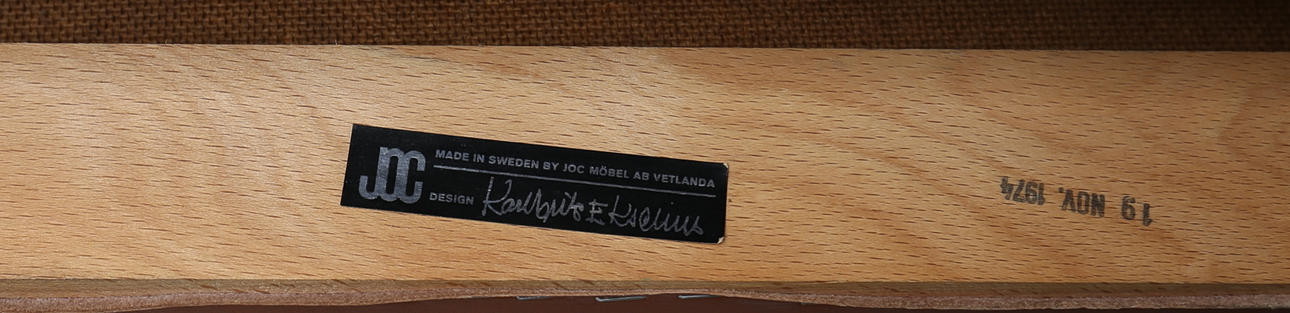 JOC
MADE IN SWEDEN BY JOC MÖBEL AB VETLANDA
DESIGN Karl Erik Ekselius
19 NOV. 1974